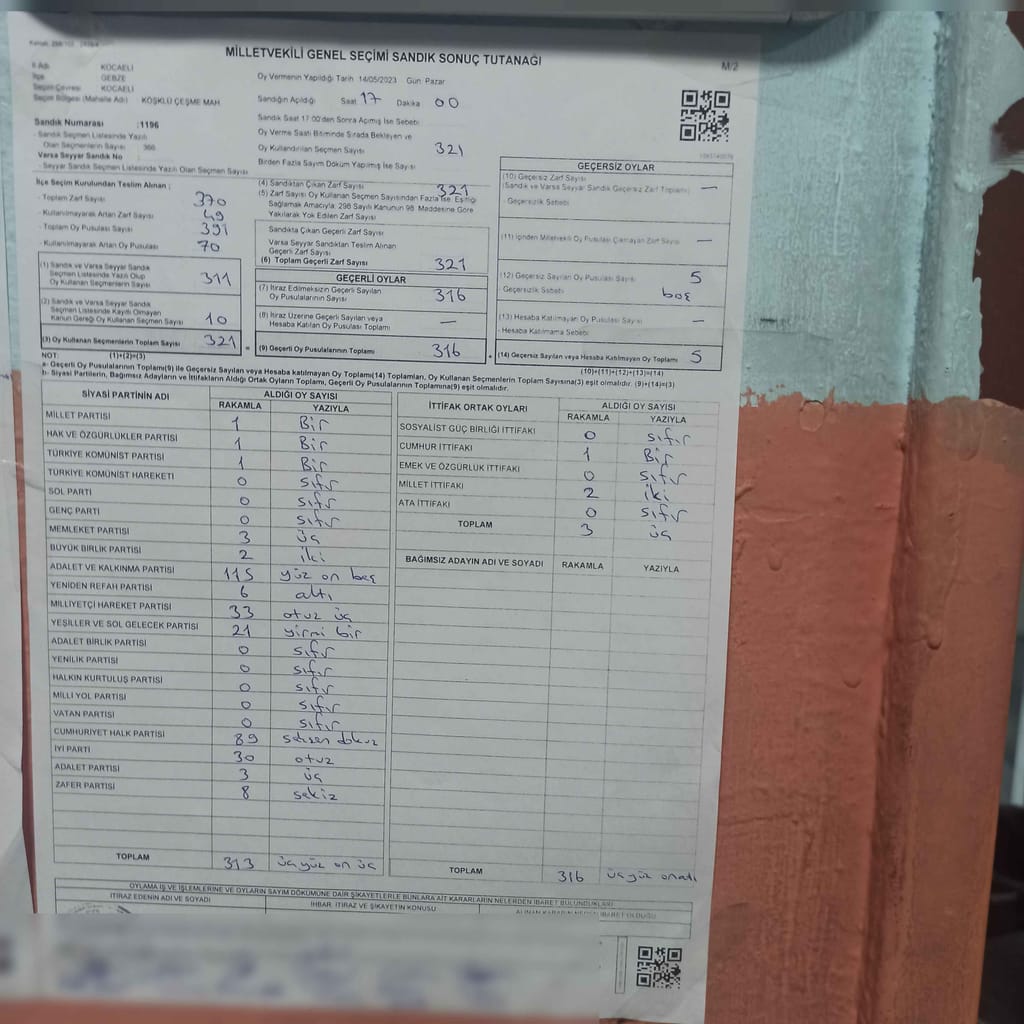 MİLLETVEKİLİ GENEL SEÇİMİ SANDIK SONUÇ TUTANAĞI
M/2
İl Adı KOCAELİ
İlçe GEBZE
Seçim Çevresi KOCAELİ
Seçim Bölgesi (Mahalle Adı) KÖŞKLÜ ÇEŞME MAH
Oy Vermenin Yapıldığı Tarih 14/05/2023 Gün Pazar
Sandığın Açıldığı Saat 17 Dakika 00
Sandık Saat 17:00'den Sonra Açımış İse Sebebi
Oy Verme Saati Bitiminde Sırada Bekleyen ve
Oy Kullandırılan Seçmen Sayısı 321
Birden Fazla Sayım Döküm Yapılmış İse Sayısı
Sandık Numarası :1196
- Sandık Seçmen Listesinde Yazılı
Olan Seçmenlerin Sayısı 366
Varsa Seyyar Sandık No
- Seyyar Sandık Seçmen Listesinde Yazılı Olan Seçmen Sayısı
İlçe Seçim Kurulundan Teslim Alınan :
- Toplam Zarf Sayısı 370
- Kullanılmayarak Artan Zarf Sayısı 49
- Toplam Oy Pusulası Sayısı 391
- Kullanılmayarak Artan Oy Pusulası 70
(1) Sandık ve Varsa Seyyar Sandık
Seçmen Listesinde Yazılı Olup
Oy Kullanan Seçmenlerin Sayısı 311
(2) Sandık ve Varsa Seyyar Sandık
Seçmen Listesinde Kaydı Olmayan
Kanun Gereği Oy Kullanan Seçmen Sayısı 10
(3) Oy Kullanan Seçmenlerin Toplam Sayısı 321
(1)+(2)=(3)
(4) Sandıktan Çıkan Zarf Sayısı 321
(5) Zarf Sayısı Oy Kullanan Seçmen Sayısından Fazla İse, Eşitliği
Sağlamak Amacıyla, 298 Sayılı Kanunun 98. Maddesine Göre
Yakılarak Yok Edilen Zarf Sayısı
Sandıkta Çıkan Geçerli Zarf Sayısı
Varsa Seyyar Sandıktan Teslim Alınan
Geçerli Zarf Sayısı
(6) Toplam Geçerli Zarf Sayısı 321
GEÇERLİ OYLAR
(7) İtiraz Edilmeksizin Geçerli Sayılan
Oy Pusulalarının Sayısı 316
(8) İtiraz Üzerine Geçerli Sayılan veya
Hesaba Katılan Oy Pusulası Toplamı —
(9) Geçerli Oy Pusulalarının Toplamı 316
GEÇERSİZ OYLAR
(10) Geçersiz Zarf Sayısı
(Sandık ve Varsa Seyyar Sandık Geçersiz Zarf Toplamı) —
- Geçersizlik Sebebi
(11) İçinden Milletvekili Oy Pusulası Çıkmayan Zarf Sayısı —
(12) Geçersiz Sayılan Oy Pusulası Sayısı 5
Geçersizlik Sebebi boş
(13) Hesaba Katılmayan Oy Pusulası Sayısı —
- Hesaba Katılmama Sebebi
(14) Geçersiz Sayılan veya Hesaba Katılmayan Oy Toplamı 5
(10)+(11)+(12)+(13)=(14)
NOT:
a- Geçerli Oy Pusulaları Toplamı(9) ile Geçersiz Sayılan veya Hesaba katılmayan Oy Toplamı(14) Toplamları, Oy Kullanan Seçmenlerin Toplam Sayısına(3) eşit olmalıdır. (9)+(14)=(3)
b- Siyasi Partilerin, Bağımsız Adayların ve İttifakların Aldığı Ortak Oyların Toplamı, Geçerli Oy Pusulalarının Toplamına(9) eşit olmalıdır.
SİYASİ PARTİNİN ADI ALDIĞI OY SAYISI
RAKAMLA YAZIYLA
MİLLET PARTİSİ 1 Bir
HAK VE ÖZGÜRLÜKLER PARTİSİ 1 Bir
TÜRKİYE KOMÜNİST PARTİSİ 1 Bir
TÜRKİYE KOMÜNİST HAREKETİ 0 sıfır
SOL PARTİ 0 sıfır
GENÇ PARTİ 0 sıfır
MEMLEKET PARTİSİ 3 üç
BÜYÜK BİRLİK PARTİSİ 2 iki
ADALET VE KALKINMA PARTİSİ 115 yüz on beş
YENİDEN REFAH PARTİSİ 6 altı
MİLLİYETÇİ HAREKET PARTİSİ 33 otuz üç
YEŞİLLER VE SOL GELECEK PARTİSİ 21 yirmi bir
ADALET BİRLİK PARTİSİ 0 sıfır
YENİLİK PARTİSİ 0 sıfır
HALKIN KURTULUŞ PARTİSİ 0 sıfır
MİLLİ YOL PARTİSİ 0 sıfır
VATAN PARTİSİ 0 sıfır
CUMHURİYET HALK PARTİSİ 89 seksen dokuz
İYİ PARTİ 30 otuz
ADALET PARTİSİ 3 üç
ZAFER PARTİSİ 8 sekiz
TOPLAM 313 üç yüz on üç
İTTİFAK ORTAK OYLARI ALDIĞI OY SAYISI
RAKAMLA YAZIYLA
SOSYALİST GÜÇ BİRLİĞİ İTTİFAKI 0 sıfır
CUMHUR İTTİFAKI 1 Bir
EMEK VE ÖZGÜRLÜK İTTİFAKI 0 sıfır
MİLLET İTTİFAKI 2 iki
ATA İTTİFAKI 0 sıfır
TOPLAM 3 üç
BAĞIMSIZ ADAYIN ADI VE SOYADI RAKAMLA YAZIYLA
TOPLAM 316 üç yüz onaltı
OYLAMA İŞ VE İŞLEMLERİNE VE OYLARIN SAYIM DÖKÜMÜNE DAİR ŞİKAYETLERLE BUNLARA AİT KARARLARIN NELERDEN İBARET BULUNDUKLARI
İTİRAZ EDENİN ADI VE SOYADI
İHBAR, İTİRAZ VE ŞİKAYETİN KONUSU